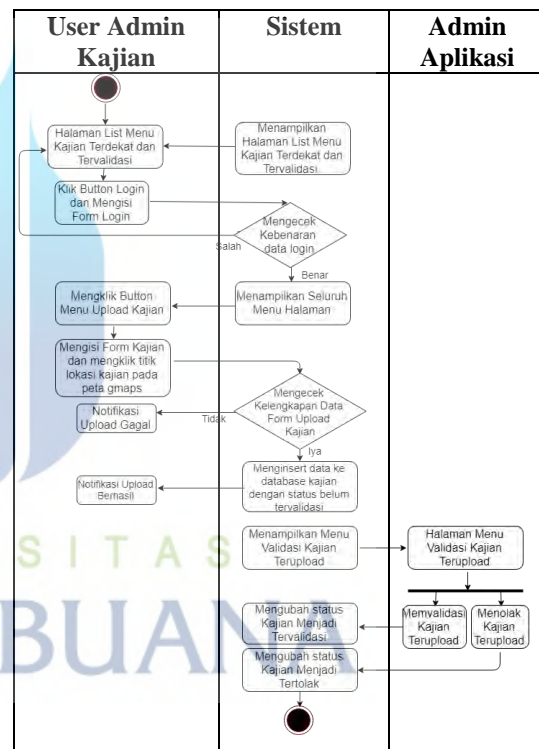 User Admin
Kajian
Sistem
Admin
Aplikasi
Halaman List Menu
Kajian Terdekat dan
Tervalidasi
Menampilkan
Halaman List Menu
Kajian Terdekat dan
Tervalidasi
Klik Button Login
dan Mengisi
Form Login
Mengecek
Kebenaran
data login
Salah
Benar
Mengklik Button
Menu Upload Kajian
Menampilkan Seluruh
Menu Halaman
Mengisi Form Kajian
dan mengklik titik
lokasi kajian pada
peta gmaps
Mengecek
Kelengkapan Data
Form Upload
Kajian
Notifikasi
Upload Gagal
Tidak
Iya
Notifikasi Upload
Berhasil
Menginsert data ke
database kajian
dengan status belum
tervalidasi
Menampilkan Menu
Validasi Kajian
Terupload
Halaman Menu
Validasi Kajian
Terupload
SITAS
BUANA
Mengubah status
Kajian Menjadi
Tervalidasi
Memvalidasi
Kajian
Terupload
Menolak
Kajian
Terupload
Mengubah status
Kajian Menjadi
Tertolak